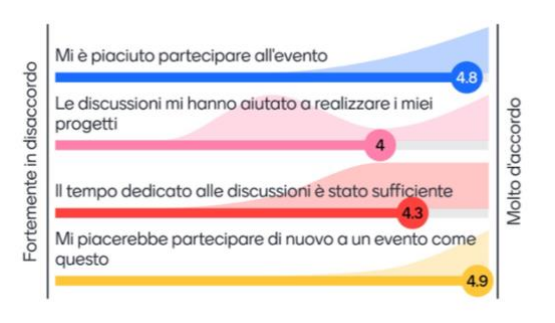 Fortemente in disaccordo
Mi è piaciuto partecipare all'evento
4.8
Le discussioni mi hanno aiutato a realizzare i miei
progetti
4
Il tempo dedicato alle discussioni è stato sufficiente
4.3
Mi piacerebbe partecipare di nuovo a un evento come
questo
4.9
Molto d'accordo